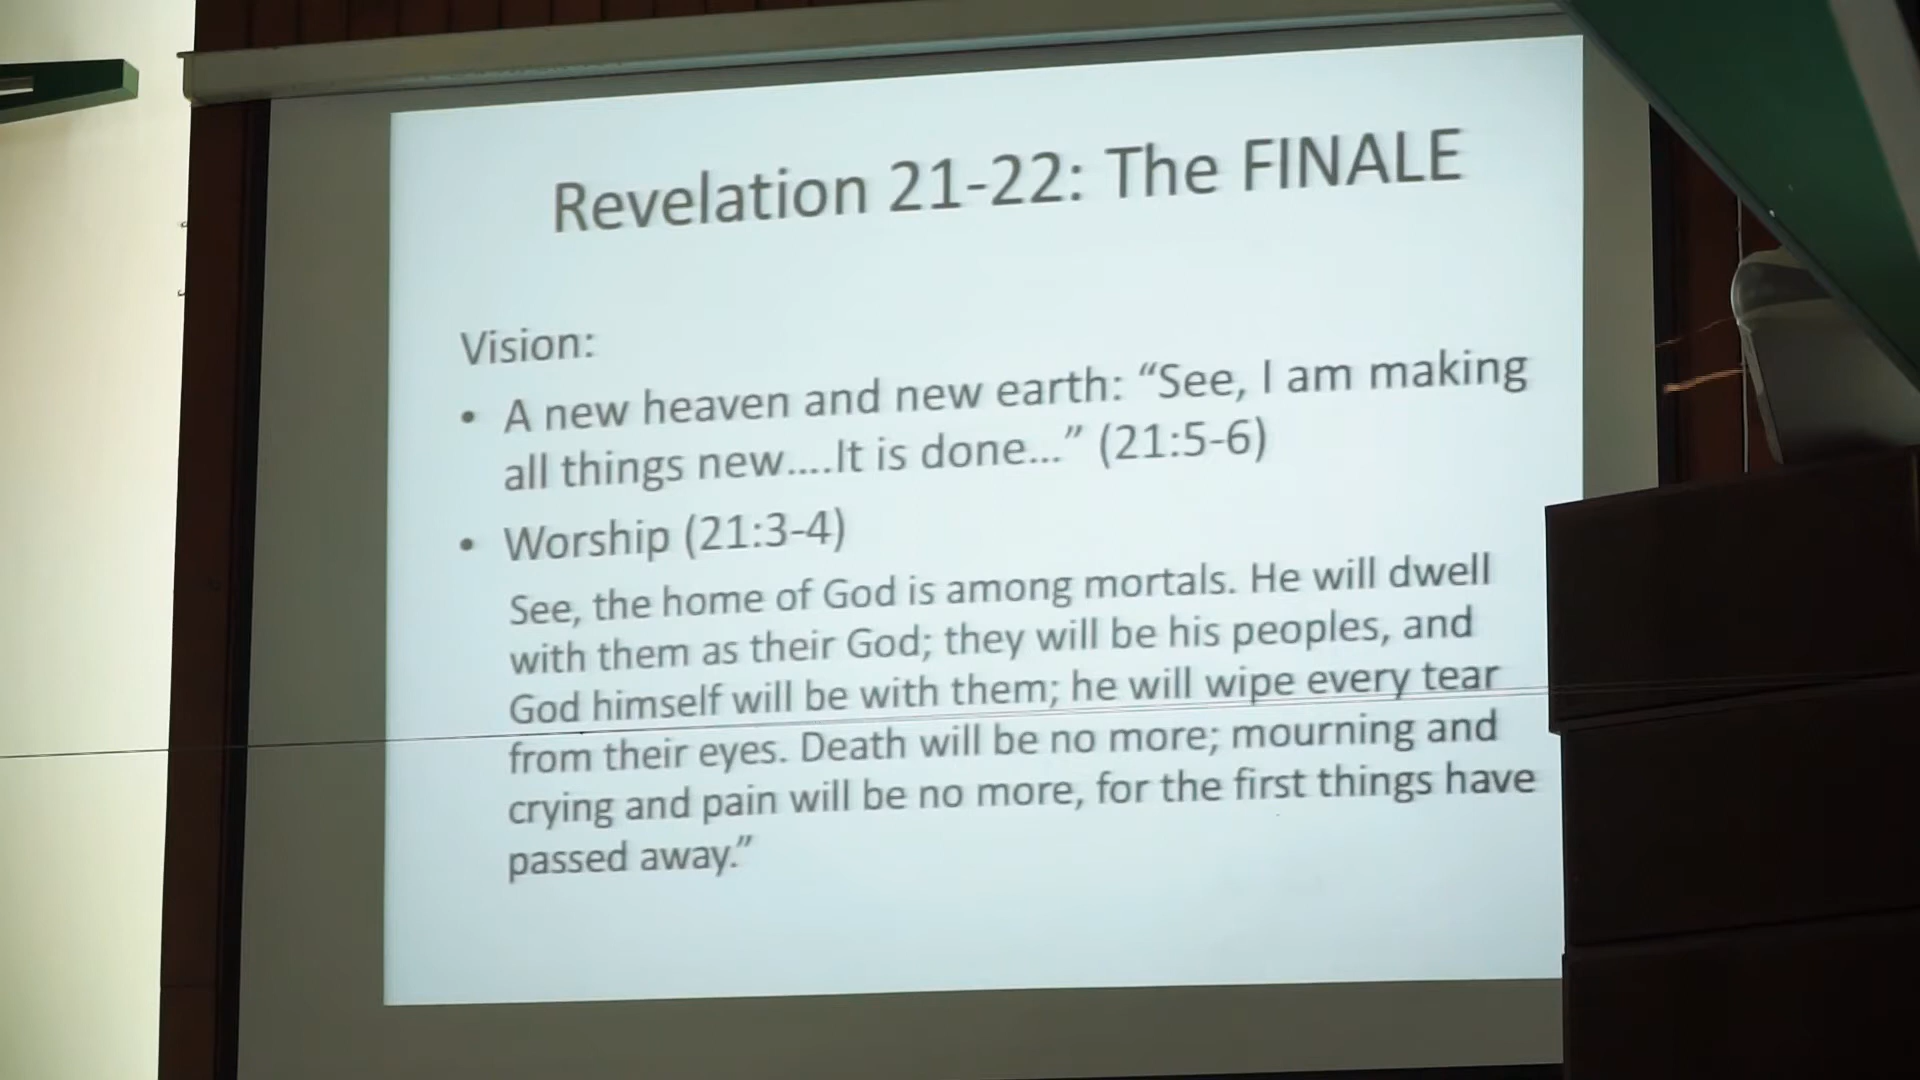 Revelation 21-22: The FINALE
Vision:
• A new heaven and new earth: “See, I am making
all things new....It is done...” (21:5-6)
• Worship (21:3-4)
See, the home of God is among mortals. He will dwell
with them as their God; they will be his peoples, and
God himself will be with them; he will wipe every tear
from their eyes. Death will be no more; mourning and
crying and pain will be no more, for the first things have
passed away.”